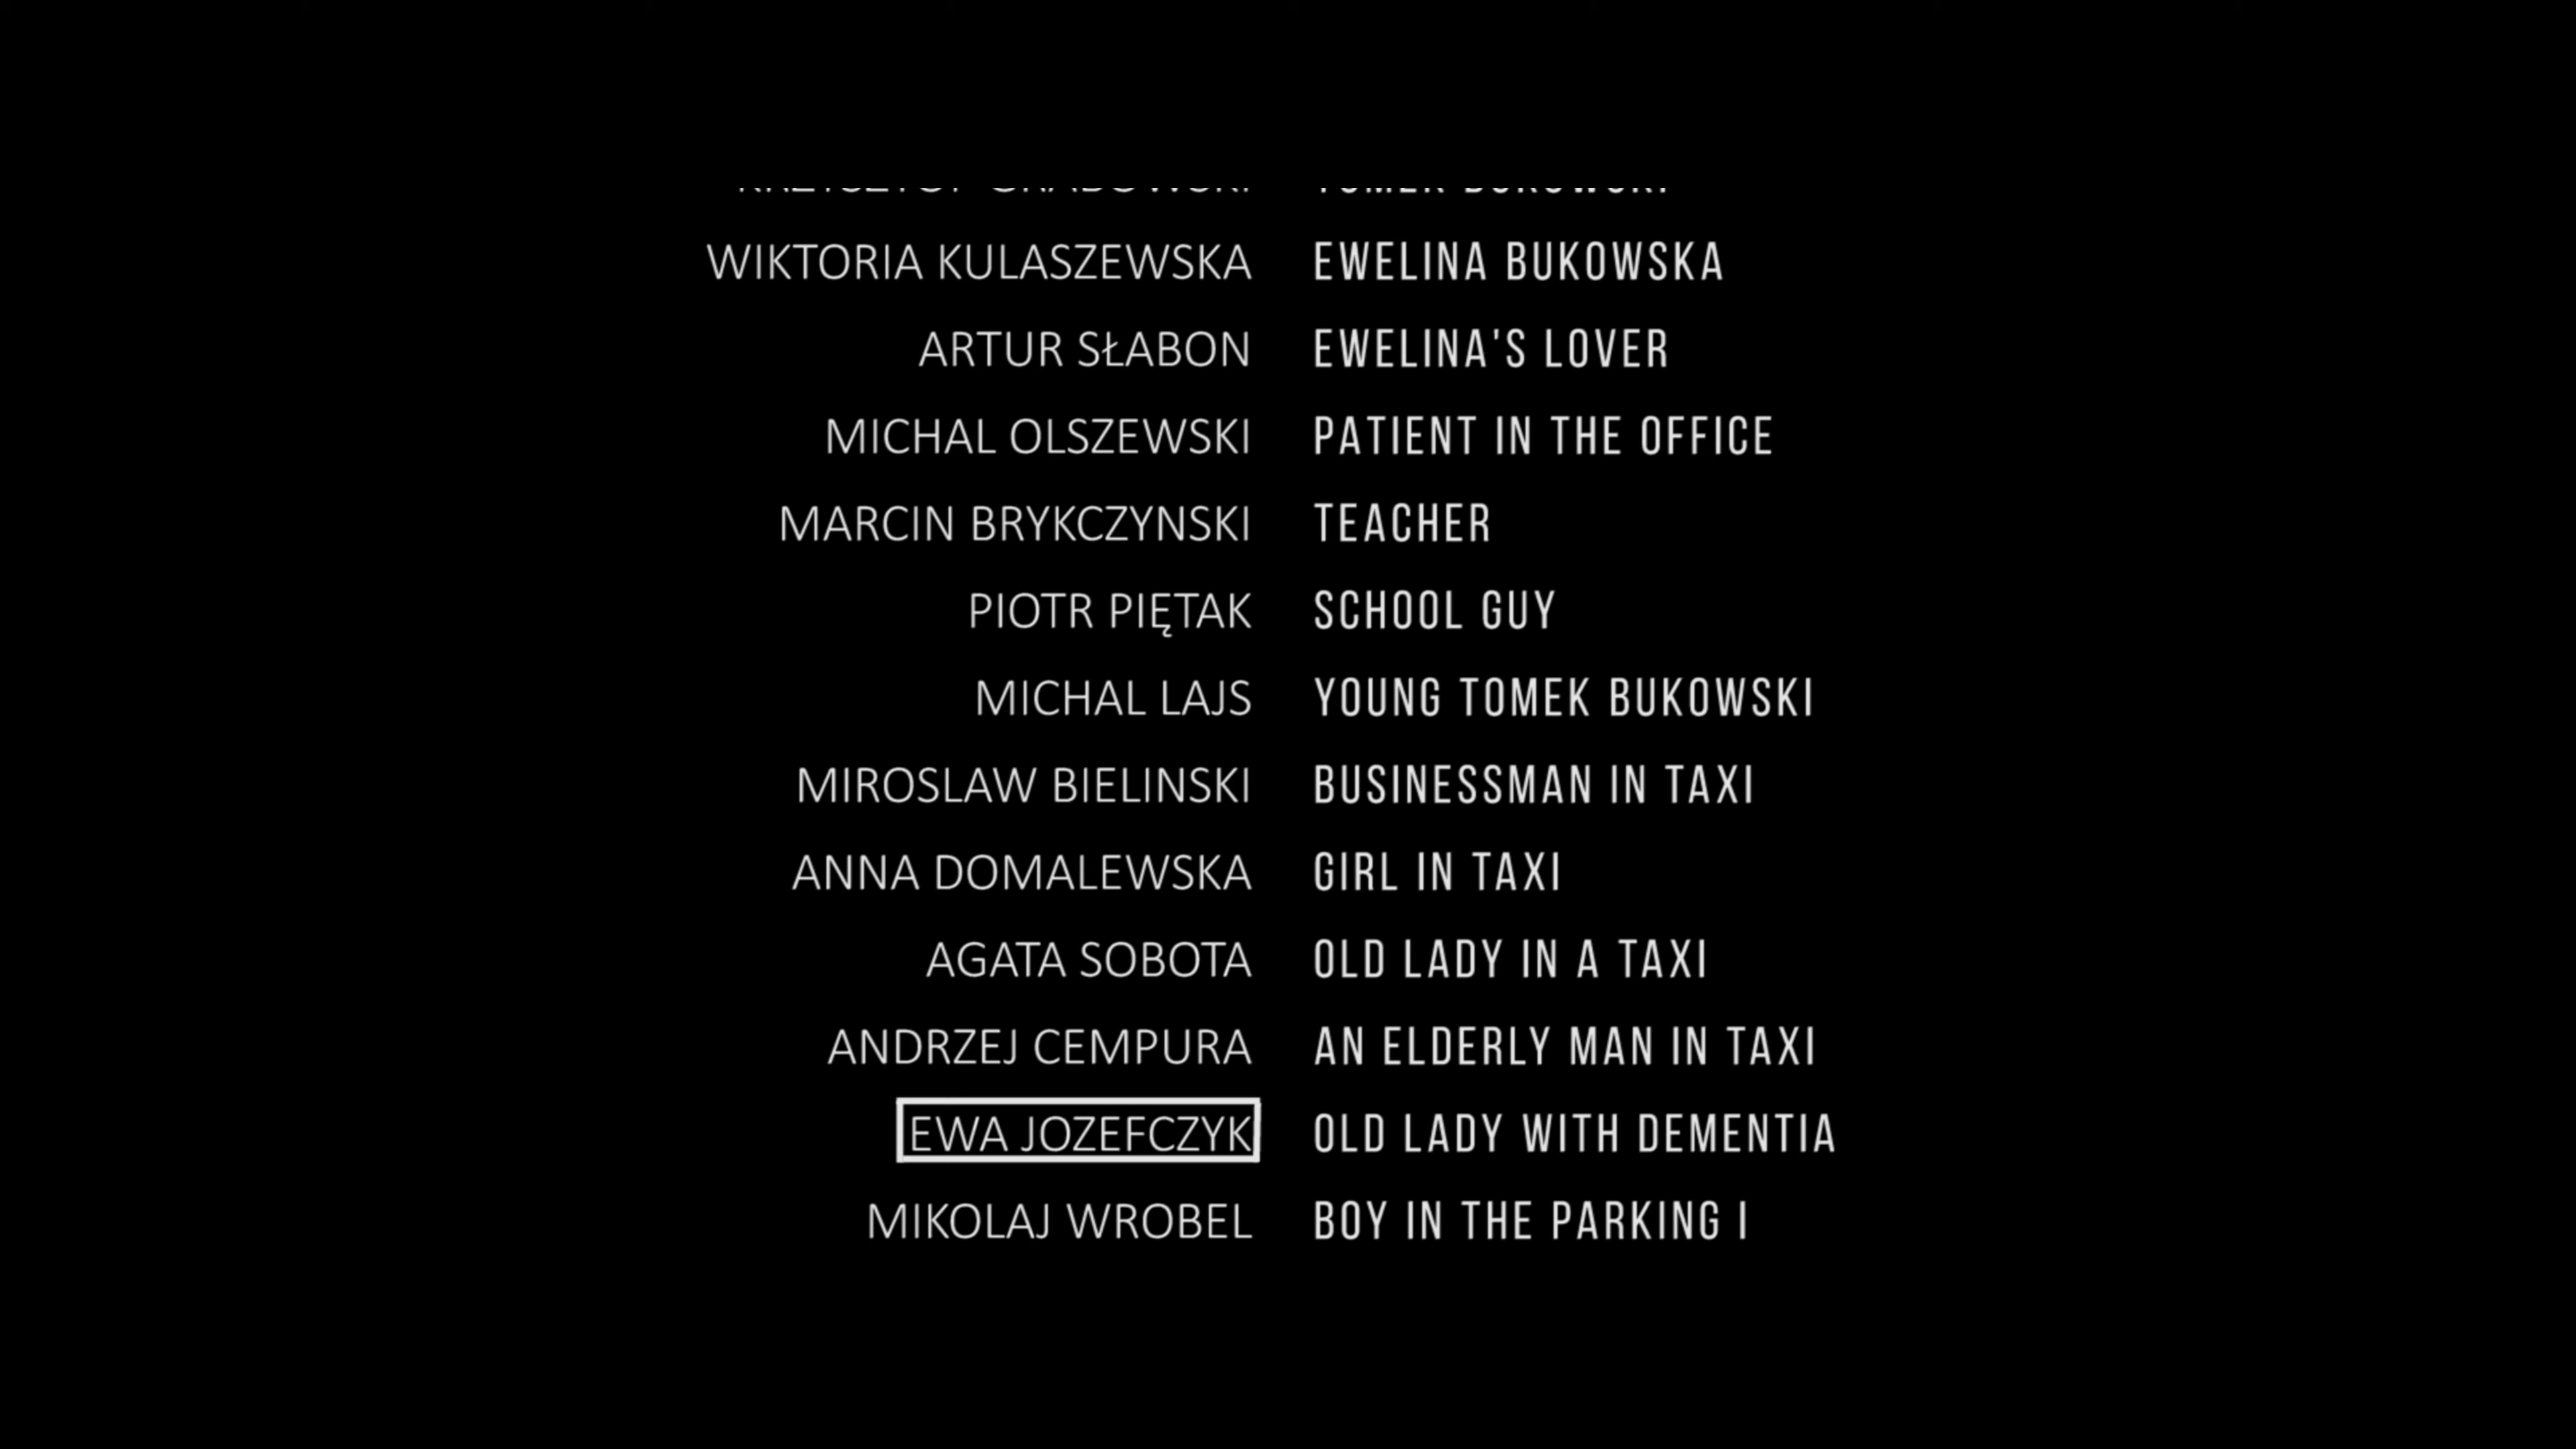 WIKTORIA KULASZEWSKA EWELINA BUKOWSKA
ARTUR SŁABON EWELINA'S LOVER
MICHAL OLSZEWSKI PATIENT IN THE OFFICE
MARCIN BRYKCZYNSKI TEACHER
PIOTR PIĘTAK SCHOOL GUY
MICHAL LAJS YOUNG TOMEK BUKOWSKI
MIROSLAW BIELINSKI BUSINESSMAN IN TAXI
ANNA DOMALEWSKA GIRL IN TAXI
AGATA SOBOTA OLD LADY IN A TAXI
ANDRZEJ CEMPURA AN ELDERLY MAN IN TAXI
EWA JOZEFCZYK OLD LADY WITH DEMENTIA
MIKOLAJ WROBEL BOY IN THE PARKING I